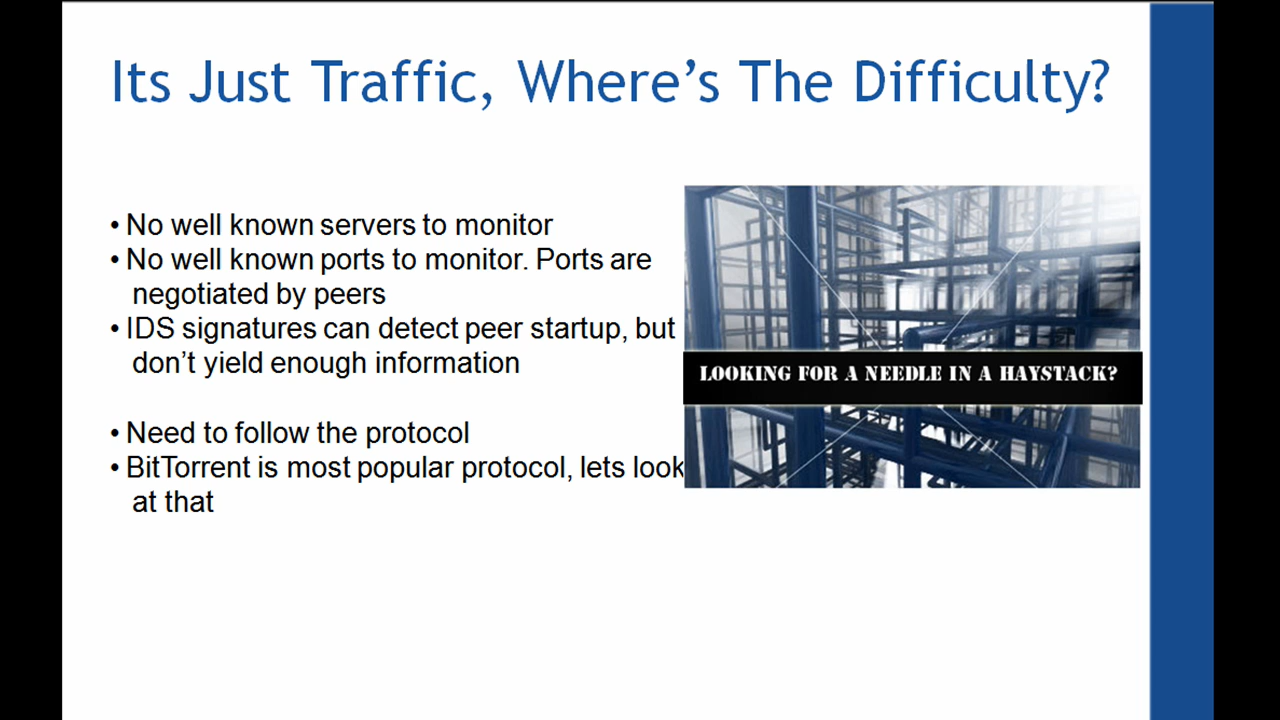 Its Just Traffic, Where's The Difficulty?
• No well known servers to monitor
• No well known ports to monitor. Ports are
negotiated by peers
• IDS signatures can detect peer startup, but
don't yield enough information
• Need to follow the protocol
• BitTorrent is most popular protocol, lets look
at that
LOOKING FOR A NEEDLE IN A HAYSTACK?